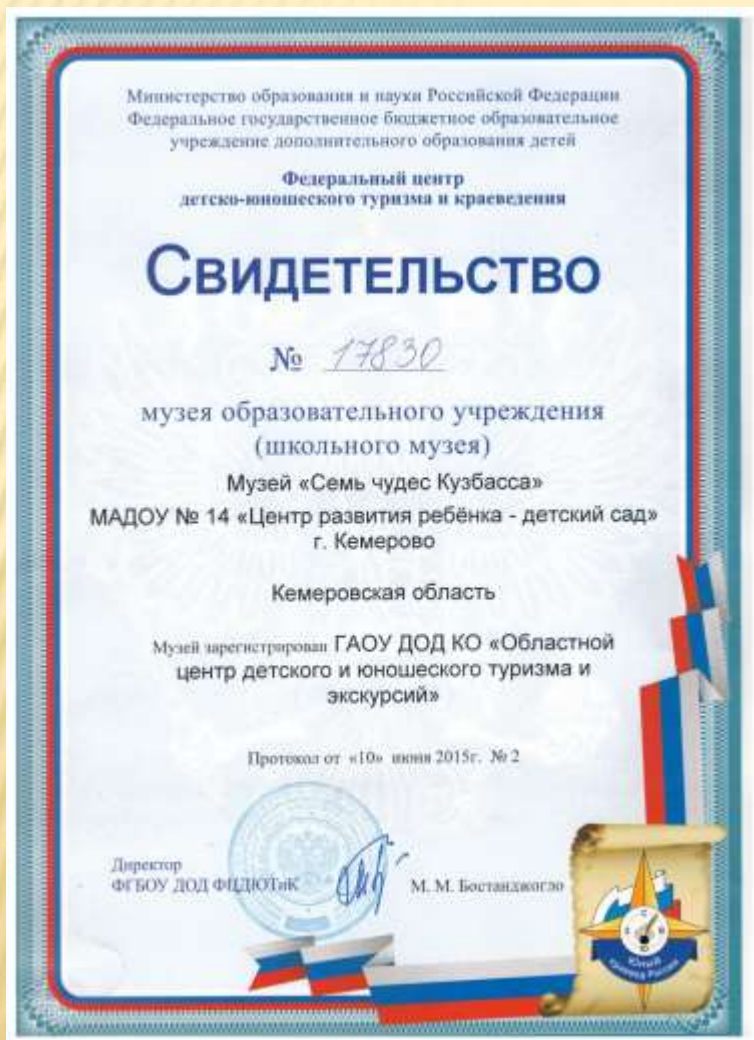 Министерство образования и науки Российской Федерации
Федеральное государственное бюджетное образовательное
учреждение дополнительного образования детей
Федеральный центр
детско-юношеского туризма и краеведения
СВИДЕТЕЛЬСТВО
№ 17830
музея образовательного учреждения
(школьного музея)
Музей «Семь чудес Кузбасса»
МАДОУ № 14 «Центр развития ребёнка - детский сад»
г. Кемерово
Кемеровская область
Музей зарегистрирован ГАОУ ДОД КО «Областной
центр детского и юношеского туризма и
экскурсий»
Протокол от «10» июня 2015г. № 2
Директор
ФГБОУ ДОД ФЦДЮТиК
М. М. Бостанджогло
С
З В
Ю
Юный
краевед России